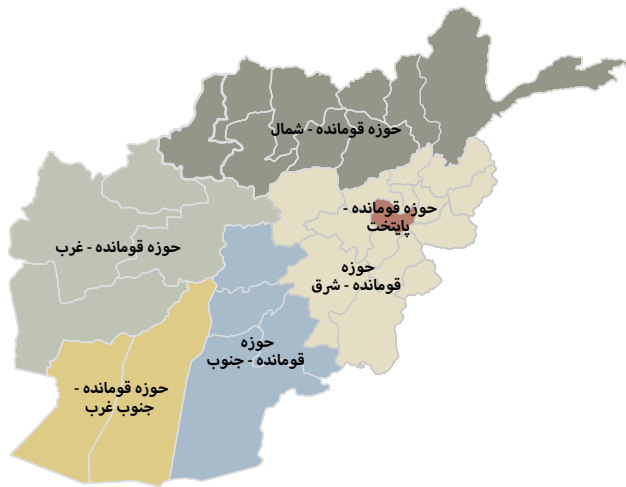 حوزه قومانده - شمال
حوزه قومانده -
پایتخت
حوزه قومانده - غرب
حوزه
قومانده - شرق
حوزه
قومانده - جنوب
حوزه قومانده -
جنوب غرب